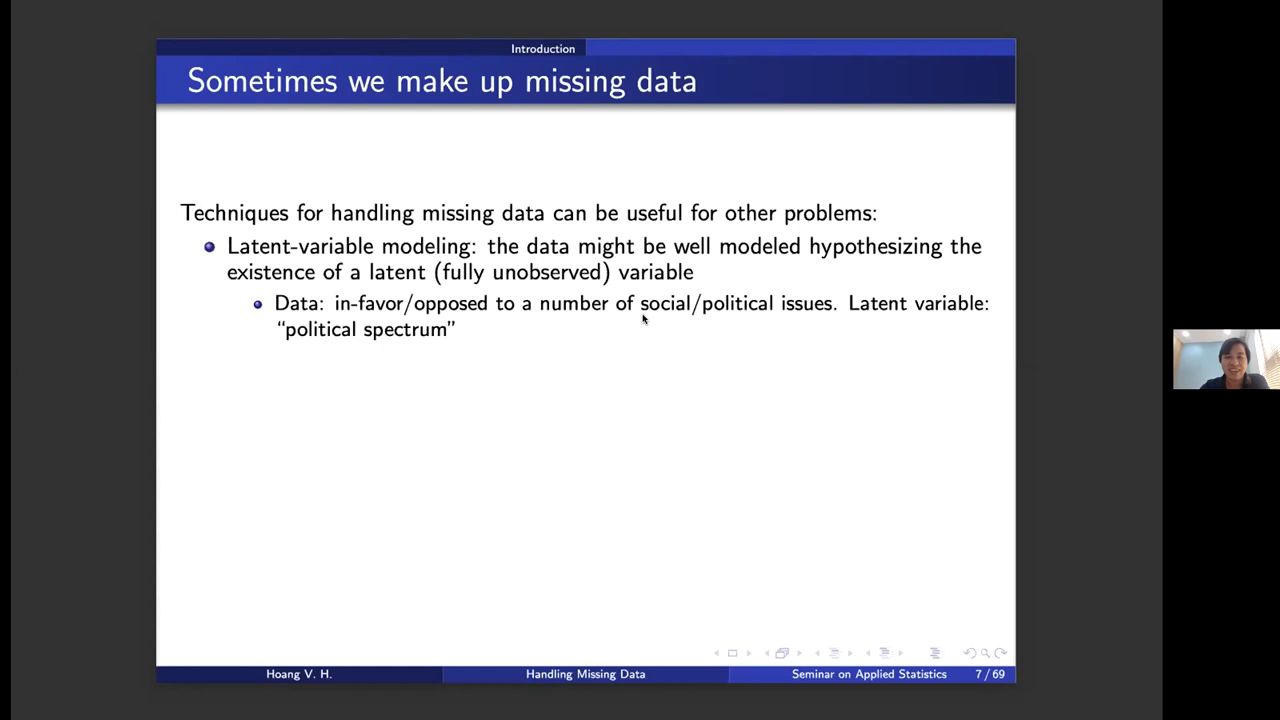 Introduction
Sometimes we make up missing data
Techniques for handling missing data can be useful for other problems:
Latent-variable modeling: the data might be well modeled hypothesizing the
existence of a latent (fully unobserved) variable
Data: in-favor/opposed to a number of social/political issues. Latent variable:
“political spectrum”
Hoang V. H.
Handling Missing Data
Seminar on Applied Statistics
7 / 69